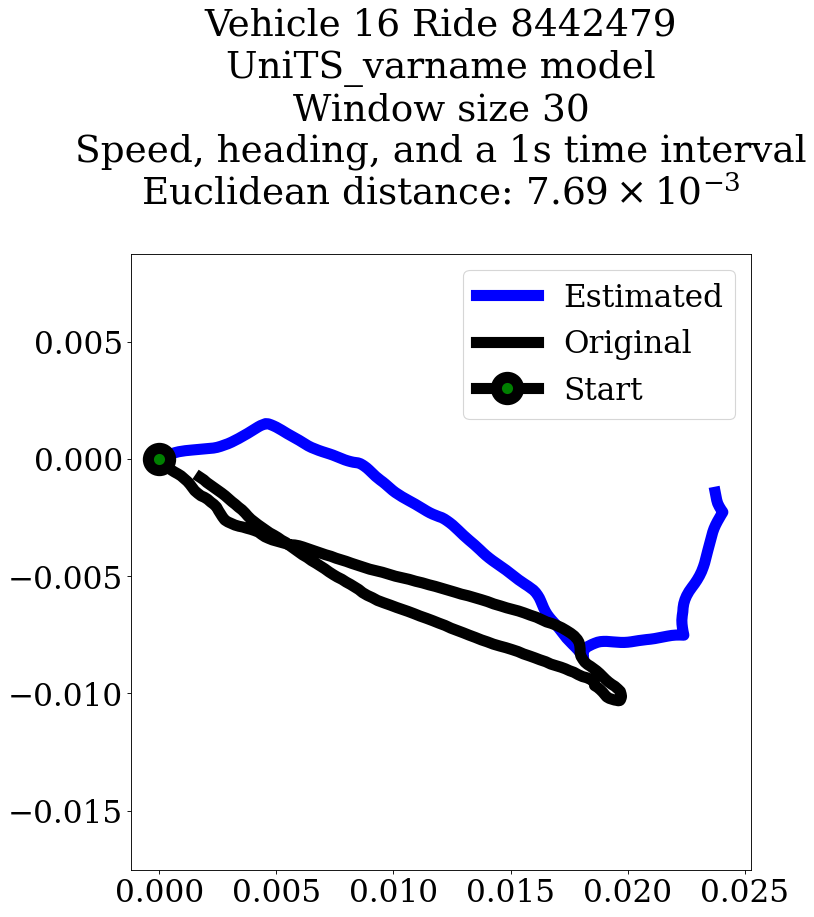 Vehicle 16 Ride 8442479
UniTS_varname model
Window size 30
Speed, heading, and a 1s time interval
Euclidean distance: 7.69 × 10⁻³
Estimated
Original
Start
0.005
0.000
−0.005
−0.010
−0.015
0.000 0.005 0.010 0.015 0.020 0.025